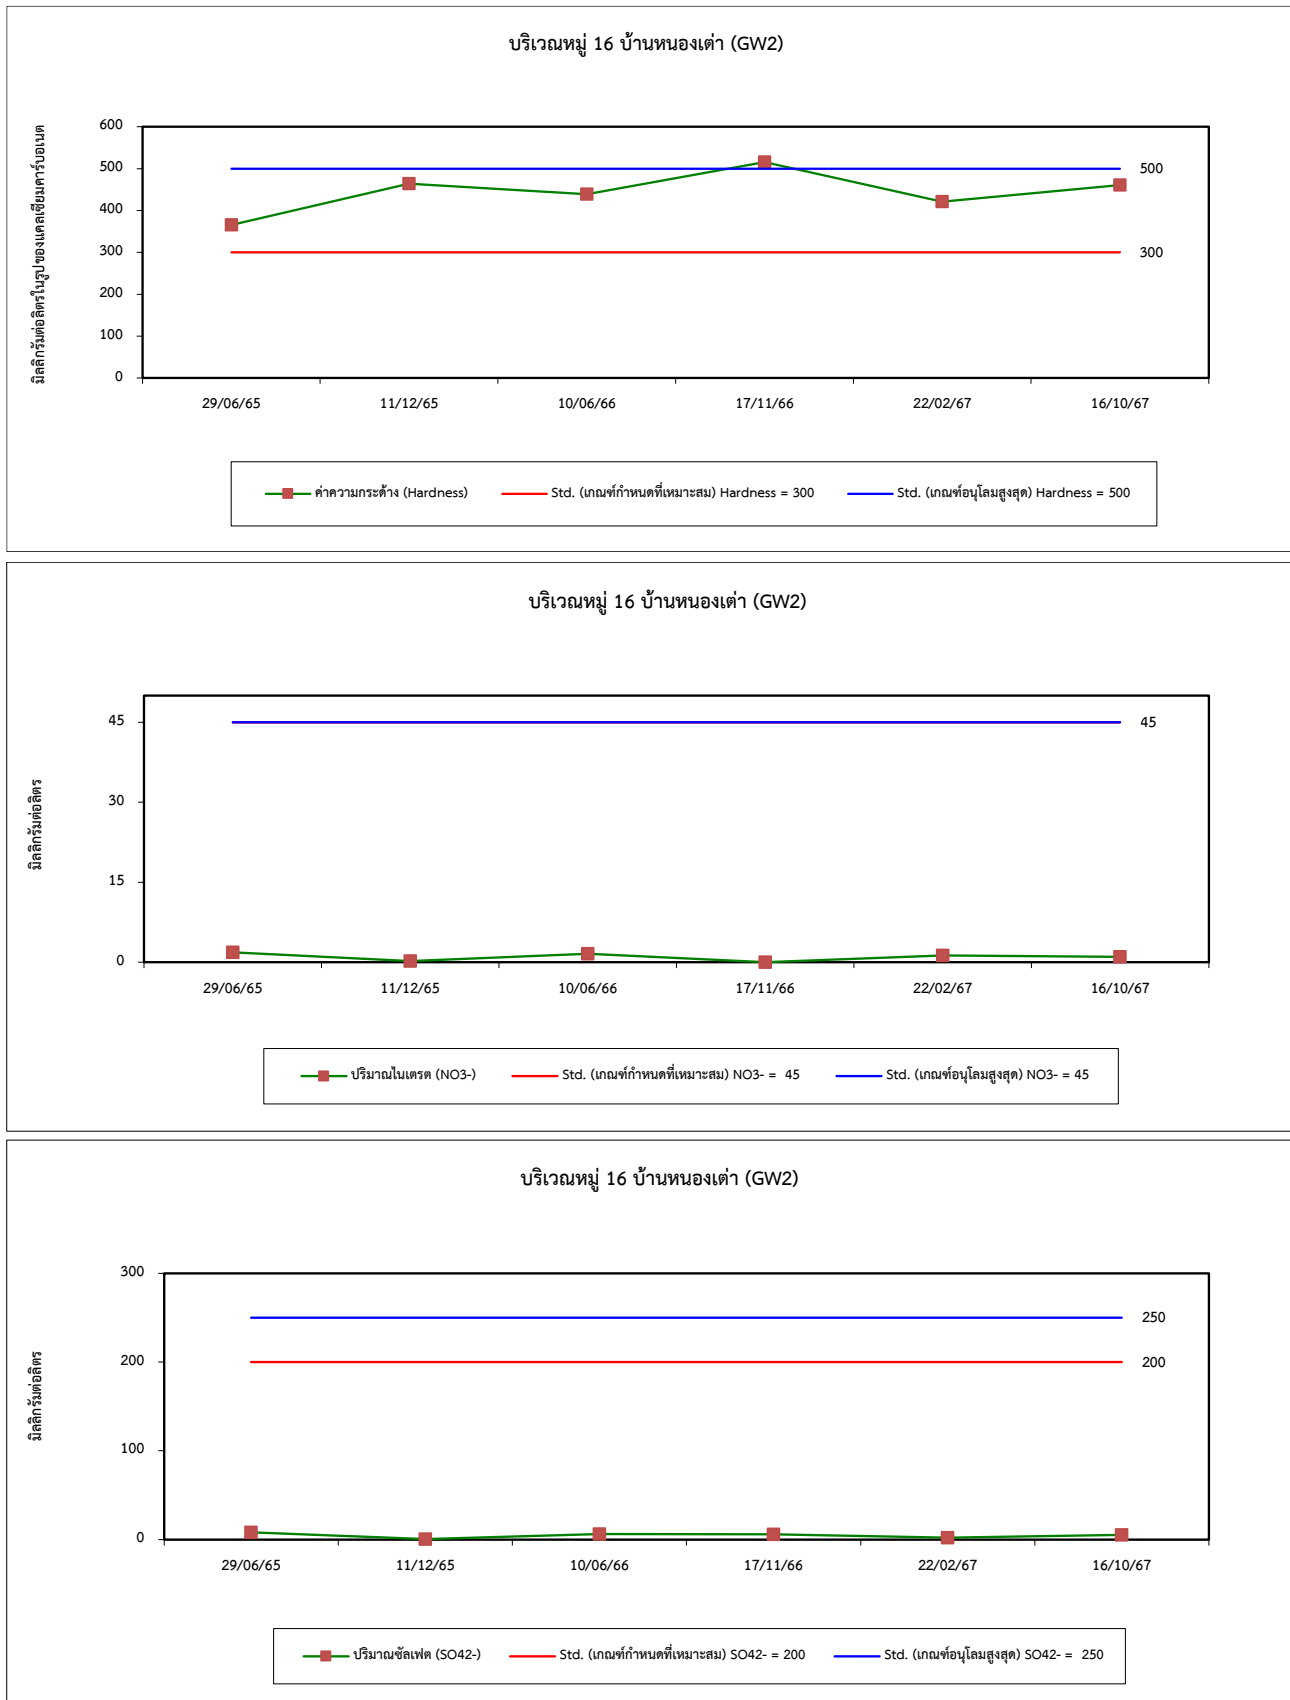 บริเวณหมู่ 16 บ้านหนองเต่า (GW2)
มิลลิกรัมต่อลิตรในรูปของแคลเซียมคาร์บอเนต
600
500
400
300
200
100
0
500
300
29/06/65 11/12/65 10/06/66 17/11/66 22/02/67 16/10/67
ค่าความกระด้าง (Hardness) Std. (เกณฑ์กำหนดที่เหมาะสม) Hardness = 300 Std. (เกณฑ์อนุโลมสูงสุด) Hardness = 500
บริเวณหมู่ 16 บ้านหนองเต่า (GW2)
มิลลิกรัมต่อลิตร
45
30
15
0
45
29/06/65 11/12/65 10/06/66 17/11/66 22/02/67 16/10/67
ปริมาณไนเตรต (NO3-) Std. (เกณฑ์กำหนดที่เหมาะสม) NO3- = 45 Std. (เกณฑ์อนุโลมสูงสุด) NO3- = 45
บริเวณหมู่ 16 บ้านหนองเต่า (GW2)
มิลลิกรัมต่อลิตร
300
200
100
0
250
200
29/06/65 11/12/65 10/06/66 17/11/66 22/02/67 16/10/67
ปริมาณซัลเฟต (SO42-) Std. (เกณฑ์กำหนดที่เหมาะสม) SO42- = 200 Std. (เกณฑ์อนุโลมสูงสุด) SO42- = 250